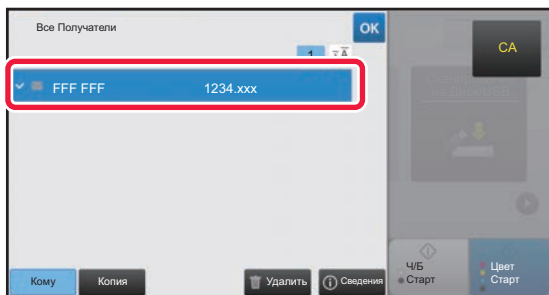 Все Получатели
OK
CA
1
FFF FFF 1234.xxx
Кому
Копия
Удалить
Сведения
Ч/Б
Старт
Цвет
Старт